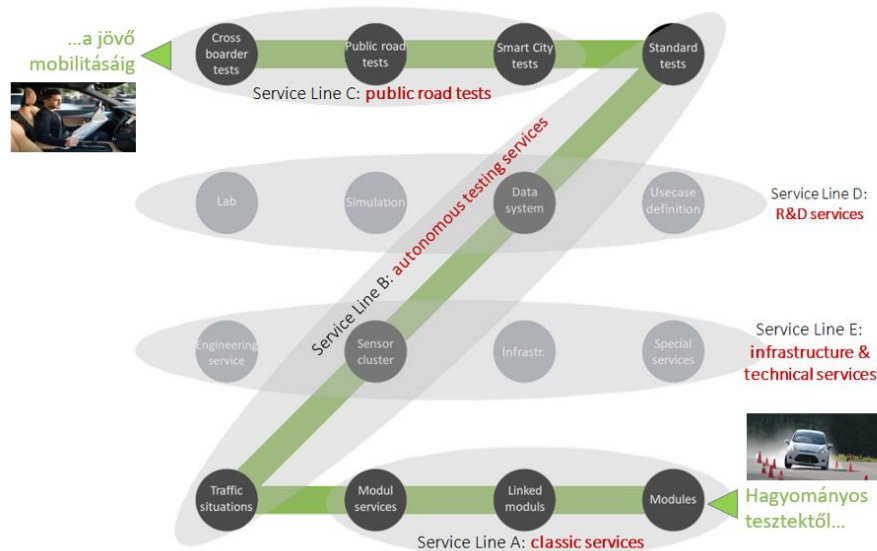 ...a jövő
mobilitásáig
Cross
boarder
tests
Public road
tests
Smart City
tests
Standard
tests
Service Line C: public road tests
Service Line B: autonomous testing services
Lab
Simulation
Data
system
Usecase
definition
Service Line D:
R&D services
Engineering
service
Sensor
cluster
Infrastr.
Special
services
Service Line E:
infrastructure &
technical services
Traffic
situations
Modul
services
Linked
moduls
Modules
Hagyományos
tesztektől...
Service Line A: classic services